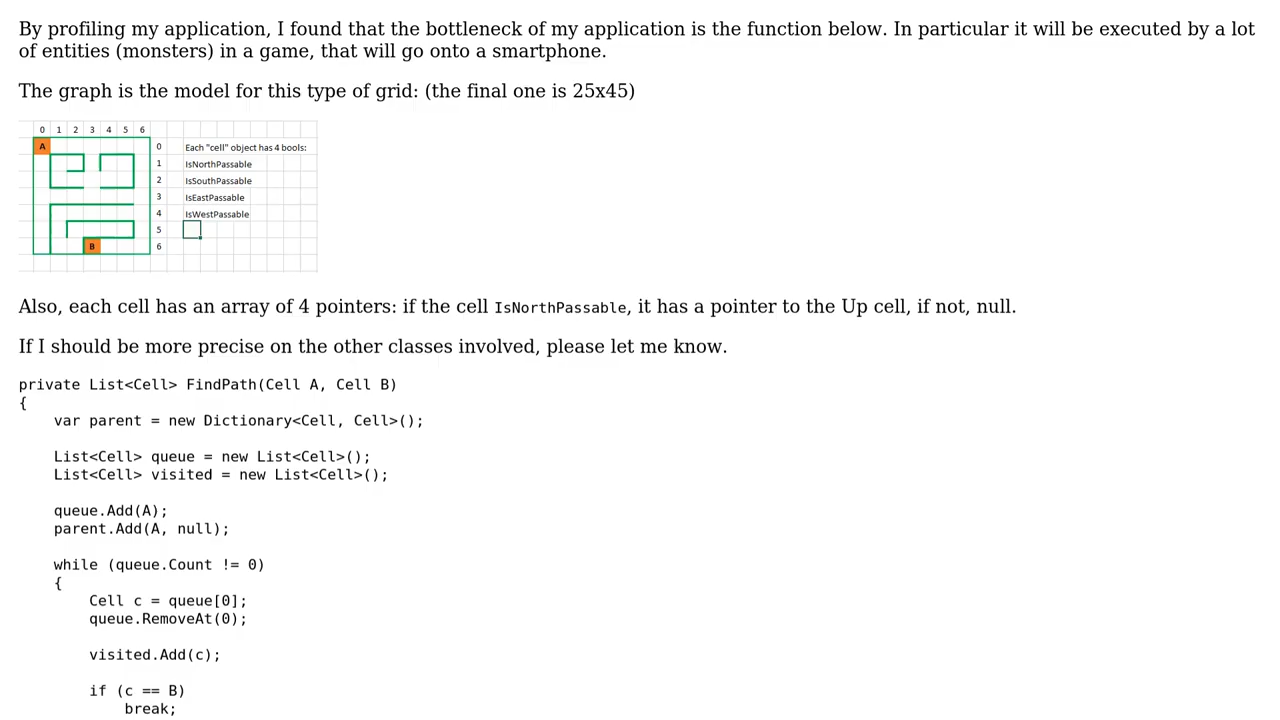 By profiling my application, I found that the bottleneck of my application is the function below. In particular it will be executed by a lot
of entities (monsters) in a game, that will go onto a smartphone.
The graph is the model for this type of grid: (the final one is 25x45)
0 1 2 3 4 5 6
A 0 Each "cell" object has 4 bools:
1 IsNorthPassable
2 IsSouthPassable
3 IsEastPassable
4 IsWestPassable
5
B 6
Also, each cell has an array of 4 pointers: if the cell IsNorthPassable, it has a pointer to the Up cell, if not, null.
If I should be more precise on the other classes involved, please let me know.
private List<Cell> FindPath(Cell A, Cell B)
{
    var parent = new Dictionary<Cell, Cell>();
    List<Cell> queue = new List<Cell>();
    List<Cell> visited = new List<Cell>();
    queue.Add(A);
    parent.Add(A, null);
    while (queue.Count != 0)
    {
        Cell c = queue[0];
        queue.RemoveAt(0);
        visited.Add(c);
        if (c == B)
            break;